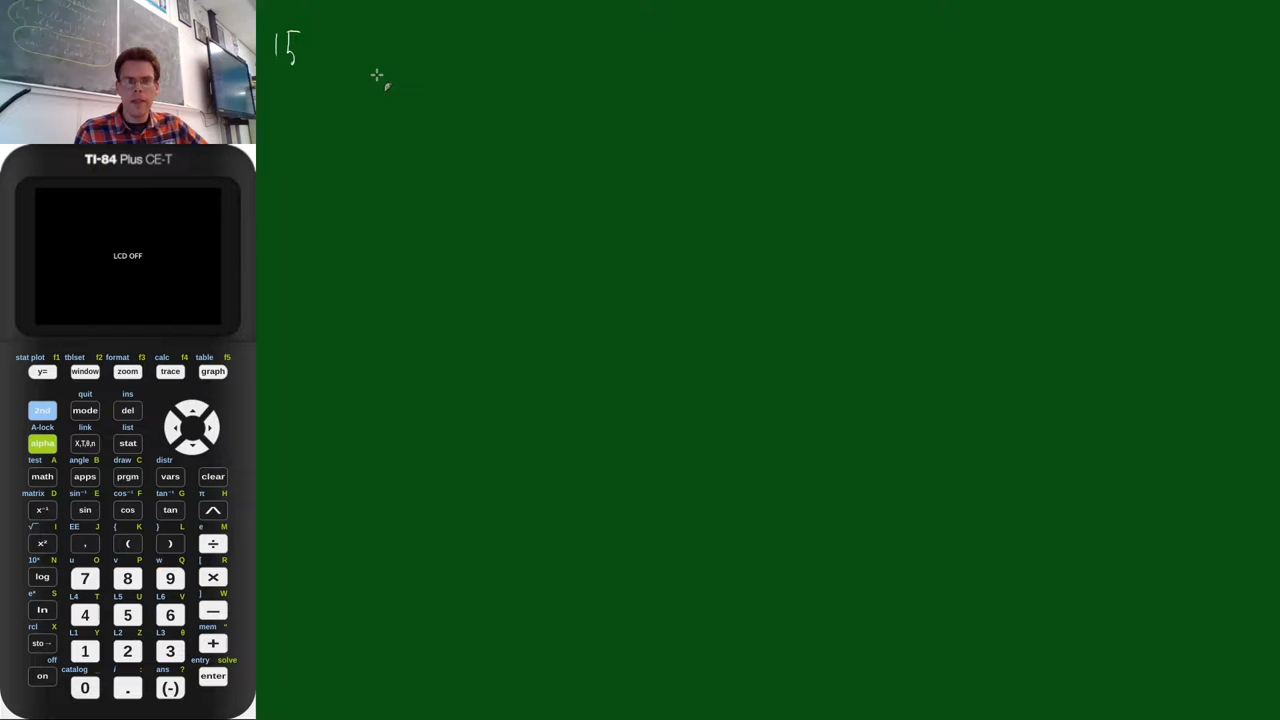 15
TI-84 Plus CE-T
LCD OFF
stat plot f1 tblset f2 format f3 calc f4 table f5
y= window zoom trace graph
quit ins
2nd mode del
A-lock link list
alpha X,T,θ,n stat
test A angle B draw C distr
math apps prgm vars clear
matrix D sin⁻¹ E cos⁻¹ F tan⁻¹ G π H
x⁻¹ sin cos tan ^
√‾ I EE J { K } L e M
x² , ( ) ÷
10ˣ N u O v P w Q [ R
log 7 8 9 ×
eˣ S L4 T L5 U L6 V ] W
ln 4 5 6 —
rcl X L1 Y L2 Z L3 θ mem "
sto→ 1 2 3 +
off catalog i : ans ? entry solve
on 0 . (-) enter